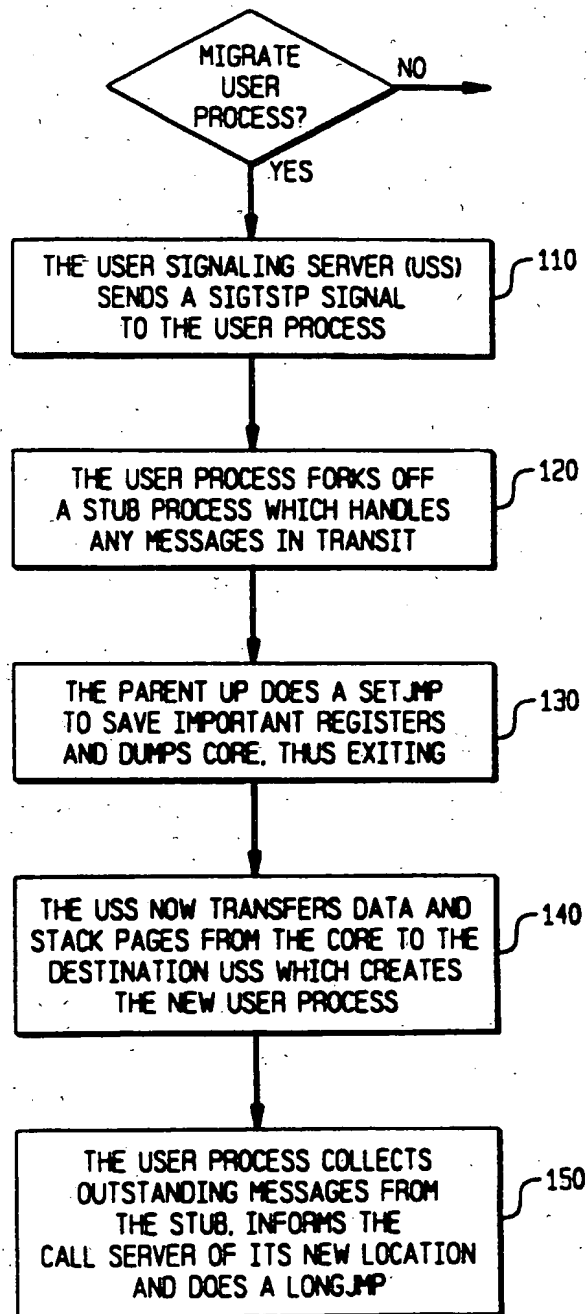 MIGRATE
USER
PROCESS?
NO
YES
THE USER SIGNALING SERVER (USS)
SENDS A SIGTSTP SIGNAL
TO THE USER PROCESS
110
THE USER PROCESS FORKS OFF
A STUB PROCESS WHICH HANDLES
ANY MESSAGES IN TRANSIT
120
THE PARENT UP DOES A SETJMP
TO SAVE IMPORTANT REGISTERS
AND DUMPS CORE, THUS EXITING
130
THE USS NOW TRANSFERS DATA AND
STACK PAGES FROM THE CORE TO THE
DESTINATION USS WHICH CREATES
THE NEW USER PROCESS
140
THE USER PROCESS COLLECTS
OUTSTANDING MESSAGES FROM
THE STUB, INFORMS THE
CALL SERVER OF ITS NEW LOCATION
AND DOES A LONGJMP
150